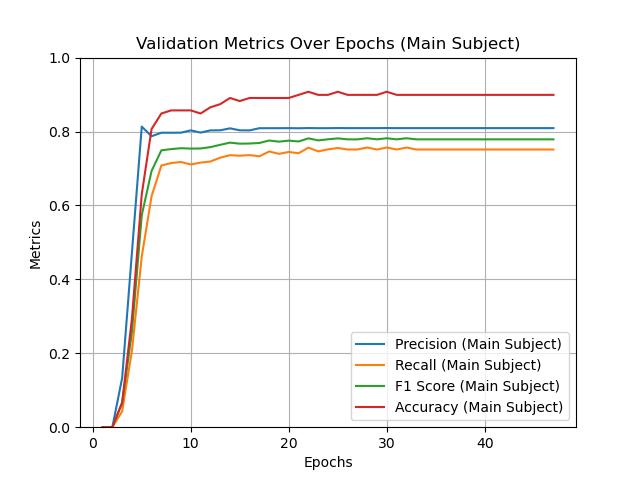 Validation Metrics Over Epochs (Main Subject)
1.0
0.8
0.6
0.4
0.2
0.0
Metrics
0
10
20
30
40
Epochs
Precision (Main Subject)
Recall (Main Subject)
F1 Score (Main Subject)
Accuracy (Main Subject)